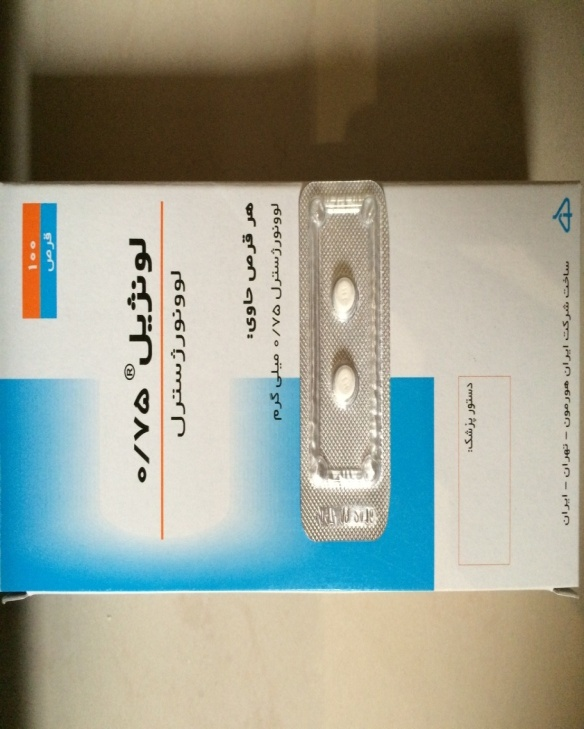 ۱۰۰
قرص
لونژیل® ۰/۷۵
لوونورژسترل
هر قرص حاوی:
لوونورژسترل ۰/۷۵ میلی گرم
دستور پزشک:
ساخت شرکت ایران هورمون - تهران - ایران